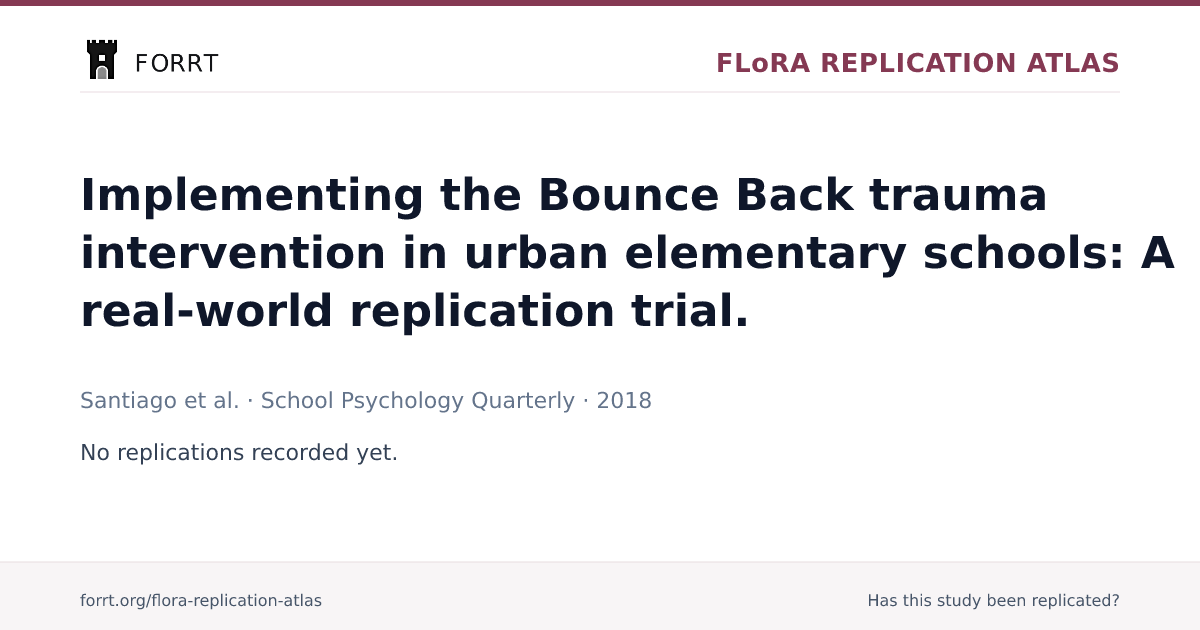 FORRT
FLoRA REPLICATION ATLAS
Implementing the Bounce Back trauma
intervention in urban elementary schools: A
real-world replication trial.
Santiago et al. · School Psychology Quarterly · 2018
No replications recorded yet.
forrt.org/flora-replication-atlas
Has this study been replicated?